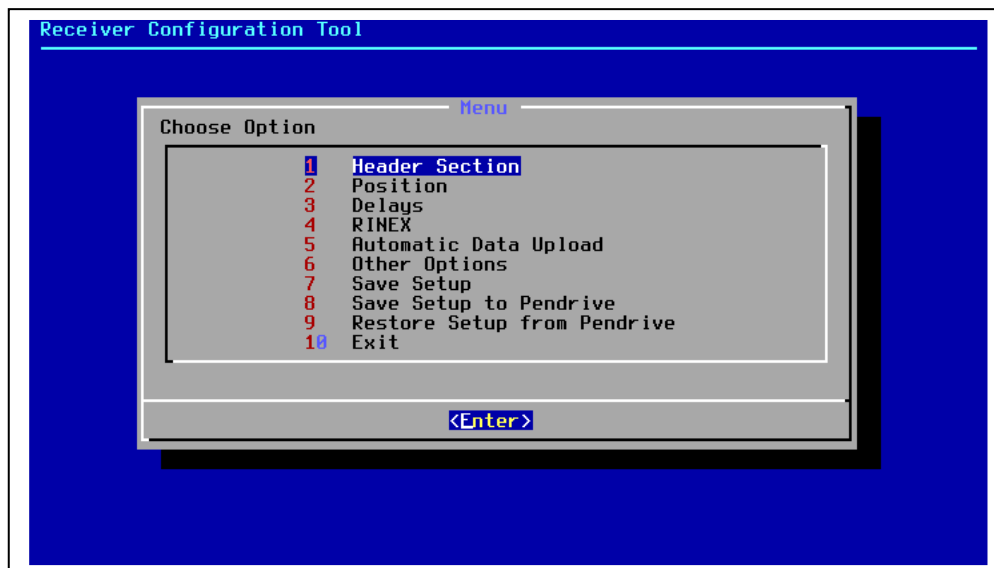 Receiver Configuration Tool
Menu
Choose Option
1 Header Section
2 Position
3 Delays
4 RINEX
5 Automatic Data Upload
6 Other Options
7 Save Setup
8 Save Setup to Pendrive
9 Restore Setup from Pendrive
10 Exit
<Enter>